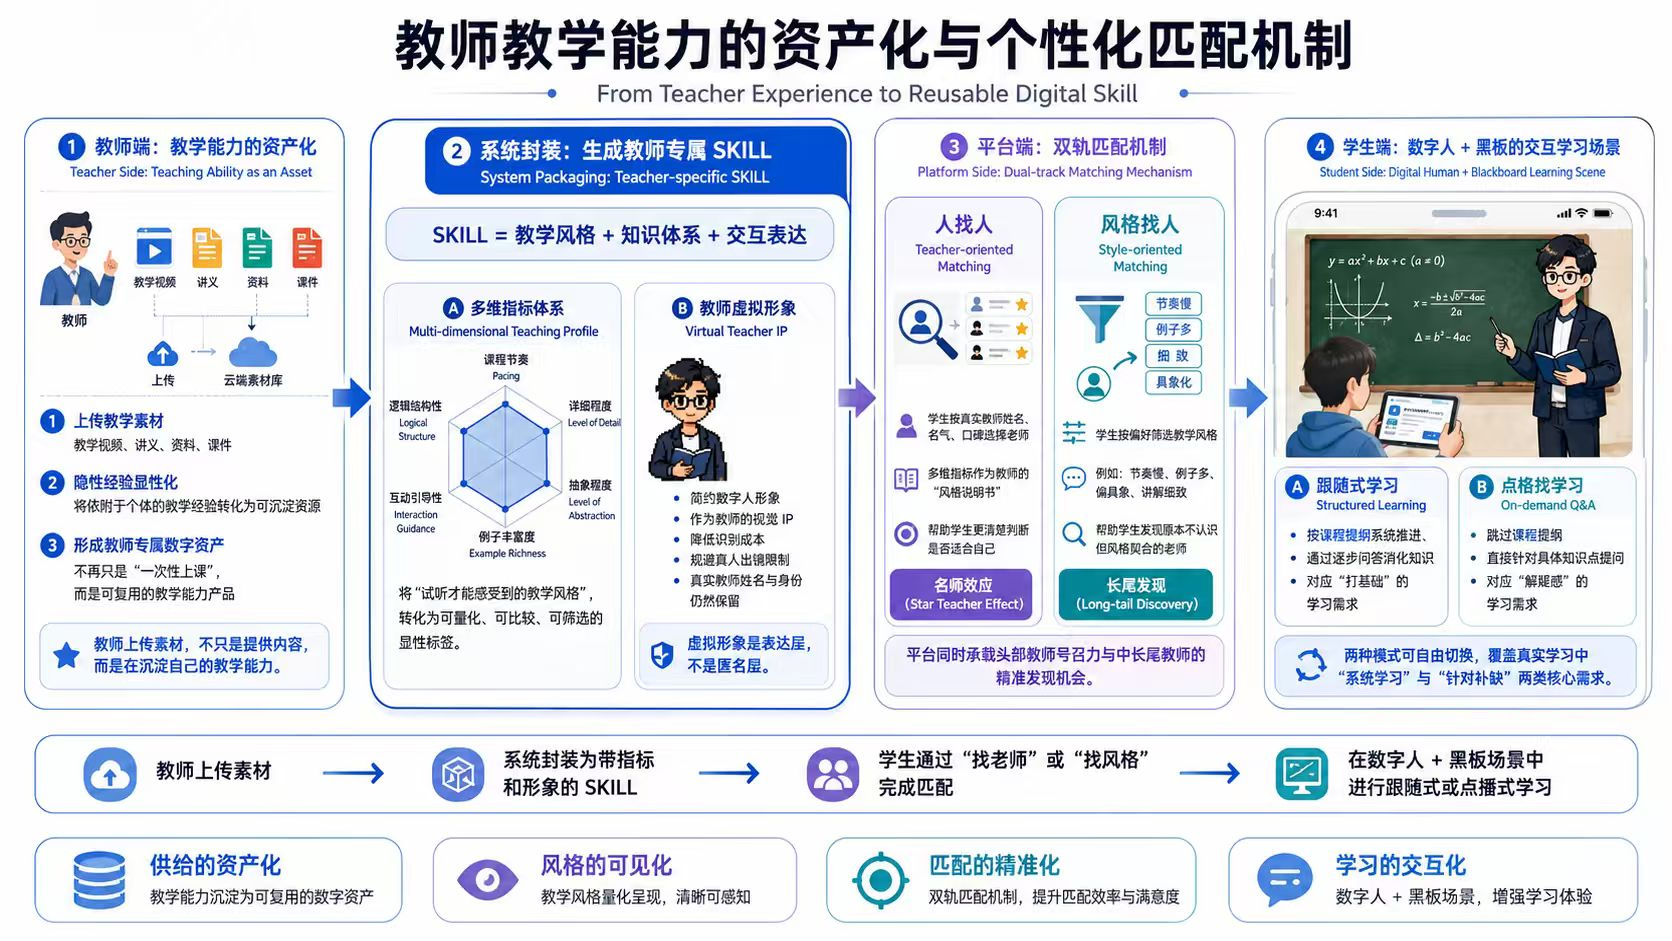 教师教学能力的资产化与个性化匹配机制
From Teacher Experience to Reusable Digital Skill
1 教师端：教学能力的资产化
Teacher Side: Teaching Ability as an Asset
教师
教学视频
讲义
资料
课件
上传
云端素材库
1 上传教学素材
教学视频、讲义、资料、课件
2 隐性经验显性化
将依附于个体的教学经验转化为可沉淀资源
3 形成教师专属数字资产
不再只是“一次性上课”，
而是可复用的教学能力产品
教师上传素材，不只是提供内容，
而是在沉淀自己的教学能力。
2 系统封装：生成教师专属 SKILL
System Packaging: Teacher-specific SKILL
SKILL = 教学风格 + 知识体系 + 交互表达
A 多维指标体系
Multi-dimensional Teaching Profile
课程节奏
Pacing
逻辑结构性
Logical
Structure
详细程度
Level of Detail
互动引导性
Interaction
Guidance
抽象程度
Level of
Abstraction
例子丰富度
Example Richness
将“试听才能感受到的教学风格”，
转化为可量化、可比较、可筛选的
显性标签。
B 教师虚拟形象
Virtual Teacher IP
• 简约数字人形象
• 作为教师的视觉 IP
• 降低识别成本
• 规避真人出镜限制
• 真实教师姓名与身份
仍然保留
虚拟形象是表达层，
不是匿名层。
3 平台端：双轨匹配机制
Platform Side: Dual-track Matching Mechanism
人找人
Teacher-oriented
Matching
学生按真实教师姓名、
名气、口碑选择老师
多维指标作为教师的
“风格说明书”
帮助学生更清楚判断
是否适合自己
名师效应
(Star Teacher Effect)
风格找人
Style-oriented
Matching
节奏慢
例子多
细 致
具象化
学生按偏好筛选教学风格
例如：节奏慢、例子多、
偏具象、讲解细致
帮助学生发现原本不认识
但风格契合的老师
长尾发现
(Long-tail Discovery)
平台同时承载头部教师号召力与中长尾教师的
精准发现机会。
4 学生端：数字人 + 黑板的交互学习场景
Student Side: Digital Human + Blackboard Learning Scene
9:41
y = ax² + bx + c (a ≠ 0)
x = (-b ± √(b²-4ac))/2a
Δ = b² - 4ac
A 跟随式学习
Structured Learning
• 按课程提纲系统推进、
• 通过逐步问答消化知识
• 对应“打基础”的
学习需求
B 点格找学习
On-demand Q&A
• 跳过课程提纲
• 直接针对具体知识点提问
• 对应“解疑感”的
学习需求
两种模式可自由切换，覆盖真实学习中
“系统学习”与“针对补缺”两类核心需求。
教师上传素材
系统封装为带指标
和形象的 SKILL
学生通过“找老师”或“找风格”
完成匹配
在数字人 + 黑板场景中
进行跟随式或点播式学习
供给的资产化
教学能力沉淀为可复用的数字资产
风格的可见化
教学风格量化呈现，清晰可感知
匹配的精准化
双轨匹配机制，提升匹配效率与满意度
学习的交互化
数字人 + 黑板场景，增强学习体验